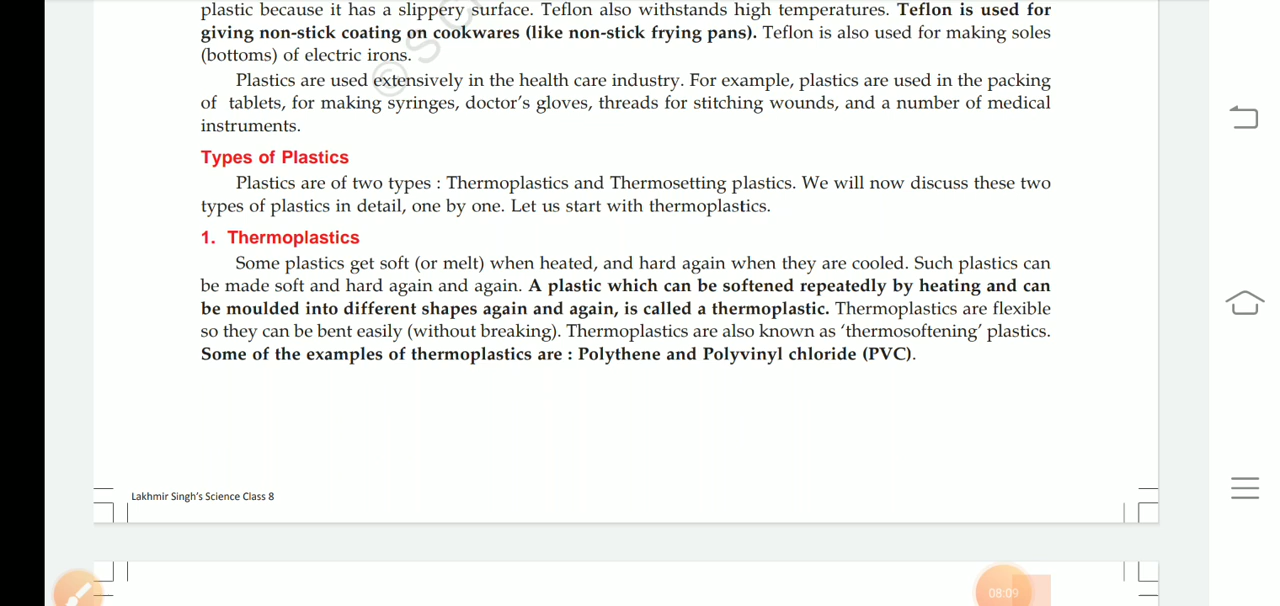 plastic because it has a slippery surface. Teflon also withstands high temperatures. Teflon is used for
giving non-stick coating on cookwares (like non-stick frying pans). Teflon is also used for making soles
(bottoms) of electric irons.
Plastics are used extensively in the health care industry. For example, plastics are used in the packing
of tablets, for making syringes, doctor's gloves, threads for stitching wounds, and a number of medical
instruments.
Types of Plastics
Plastics are of two types : Thermoplastics and Thermosetting plastics. We will now discuss these two
types of plastics in detail, one by one. Let us start with thermoplastics.
1. Thermoplastics
Some plastics get soft (or melt) when heated, and hard again when they are cooled. Such plastics can
be made soft and hard again and again. A plastic which can be softened repeatedly by heating and can
be moulded into different shapes again and again, is called a thermoplastic. Thermoplastics are flexible
so they can be bent easily (without breaking). Thermoplastics are also known as ‘thermosoftening’ plastics.
Some of the examples of thermoplastics are : Polythene and Polyvinyl chloride (PVC).
Lakhmir Singh’s Science Class 8
08:09